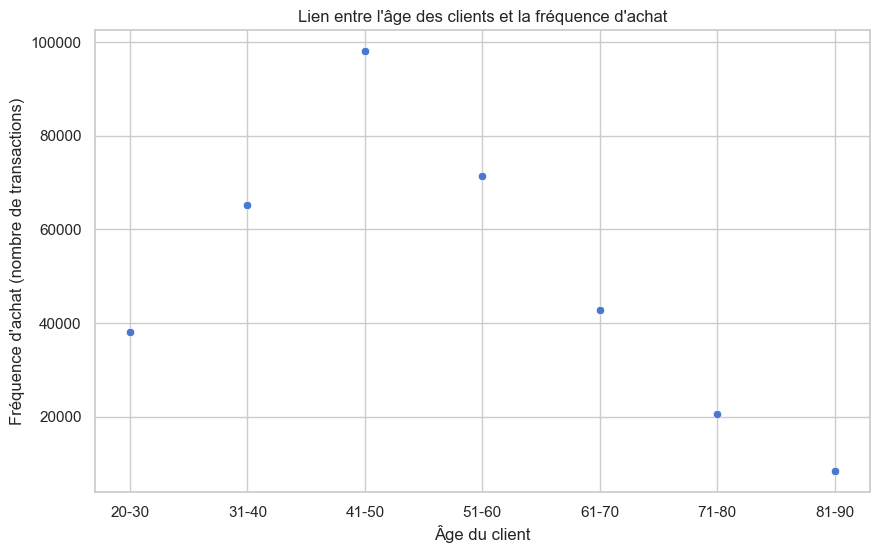 Lien entre l'âge des clients et la fréquence d'achat
Fréquence d'achat (nombre de transactions)
100000
80000
60000
40000
20000
20-30 31-40 41-50 51-60 61-70 71-80 81-90
Âge du client